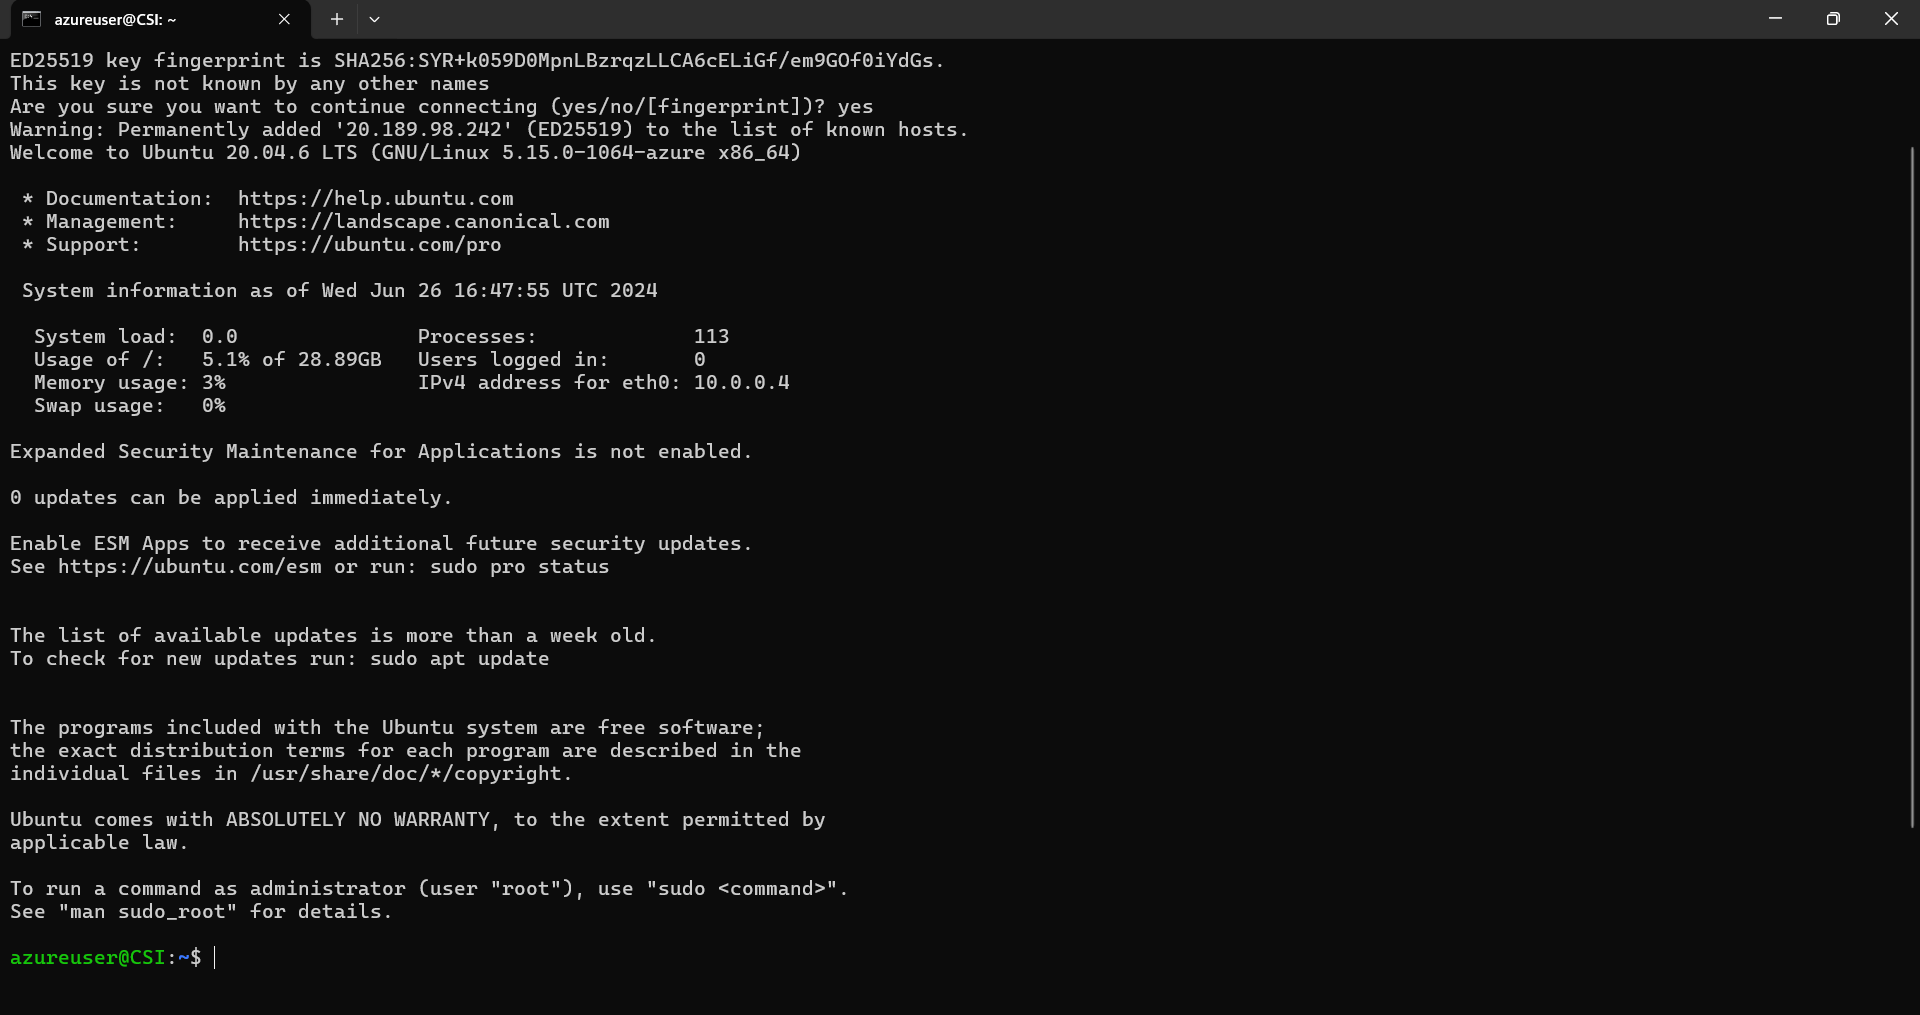 azureuser@CSI: ~
ED25519 key fingerprint is SHA256:SYR+k059D0MpnLBzrqzLLCA6cELiGf/em9GOf0iYdGs.
This key is not known by any other names
Are you sure you want to continue connecting (yes/no/[fingerprint])? yes
Warning: Permanently added '20.189.98.242' (ED25519) to the list of known hosts.
Welcome to Ubuntu 20.04.6 LTS (GNU/Linux 5.15.0-1064-azure x86_64)
* Documentation:  https://help.ubuntu.com
* Management:     https://landscape.canonical.com
* Support:        https://ubuntu.com/pro
System information as of Wed Jun 26 16:47:55 UTC 2024
System load:  0.0               Processes:             113
Usage of /:   5.1% of 28.89GB   Users logged in:       0
Memory usage: 3%                IPv4 address for eth0: 10.0.0.4
Swap usage:   0%
Expanded Security Maintenance for Applications is not enabled.
0 updates can be applied immediately.
Enable ESM Apps to receive additional future security updates.
See https://ubuntu.com/esm or run: sudo pro status
The list of available updates is more than a week old.
To check for new updates run: sudo apt update
The programs included with the Ubuntu system are free software;
the exact distribution terms for each program are described in the
individual files in /usr/share/doc/*/copyright.
Ubuntu comes with ABSOLUTELY NO WARRANTY, to the extent permitted by
applicable law.
To run a command as administrator (user "root"), use "sudo <command>".
See "man sudo_root" for details.
azureuser@CSI:~$